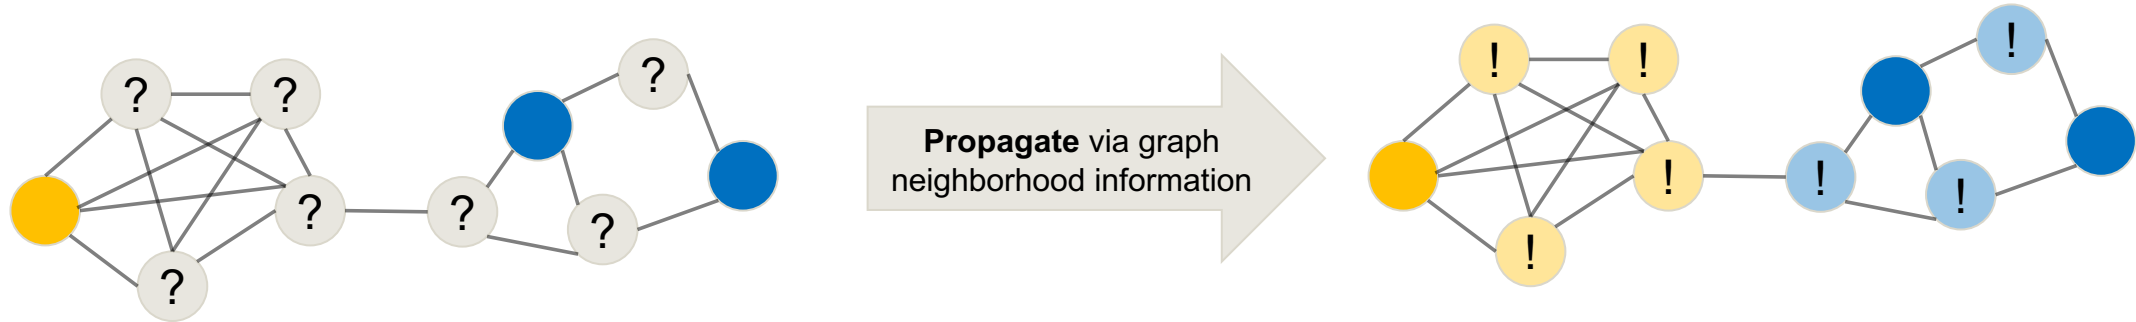 ? ? ? ! ! !
? ? ? Propagate via graph ! ! !
neighborhood information
? !